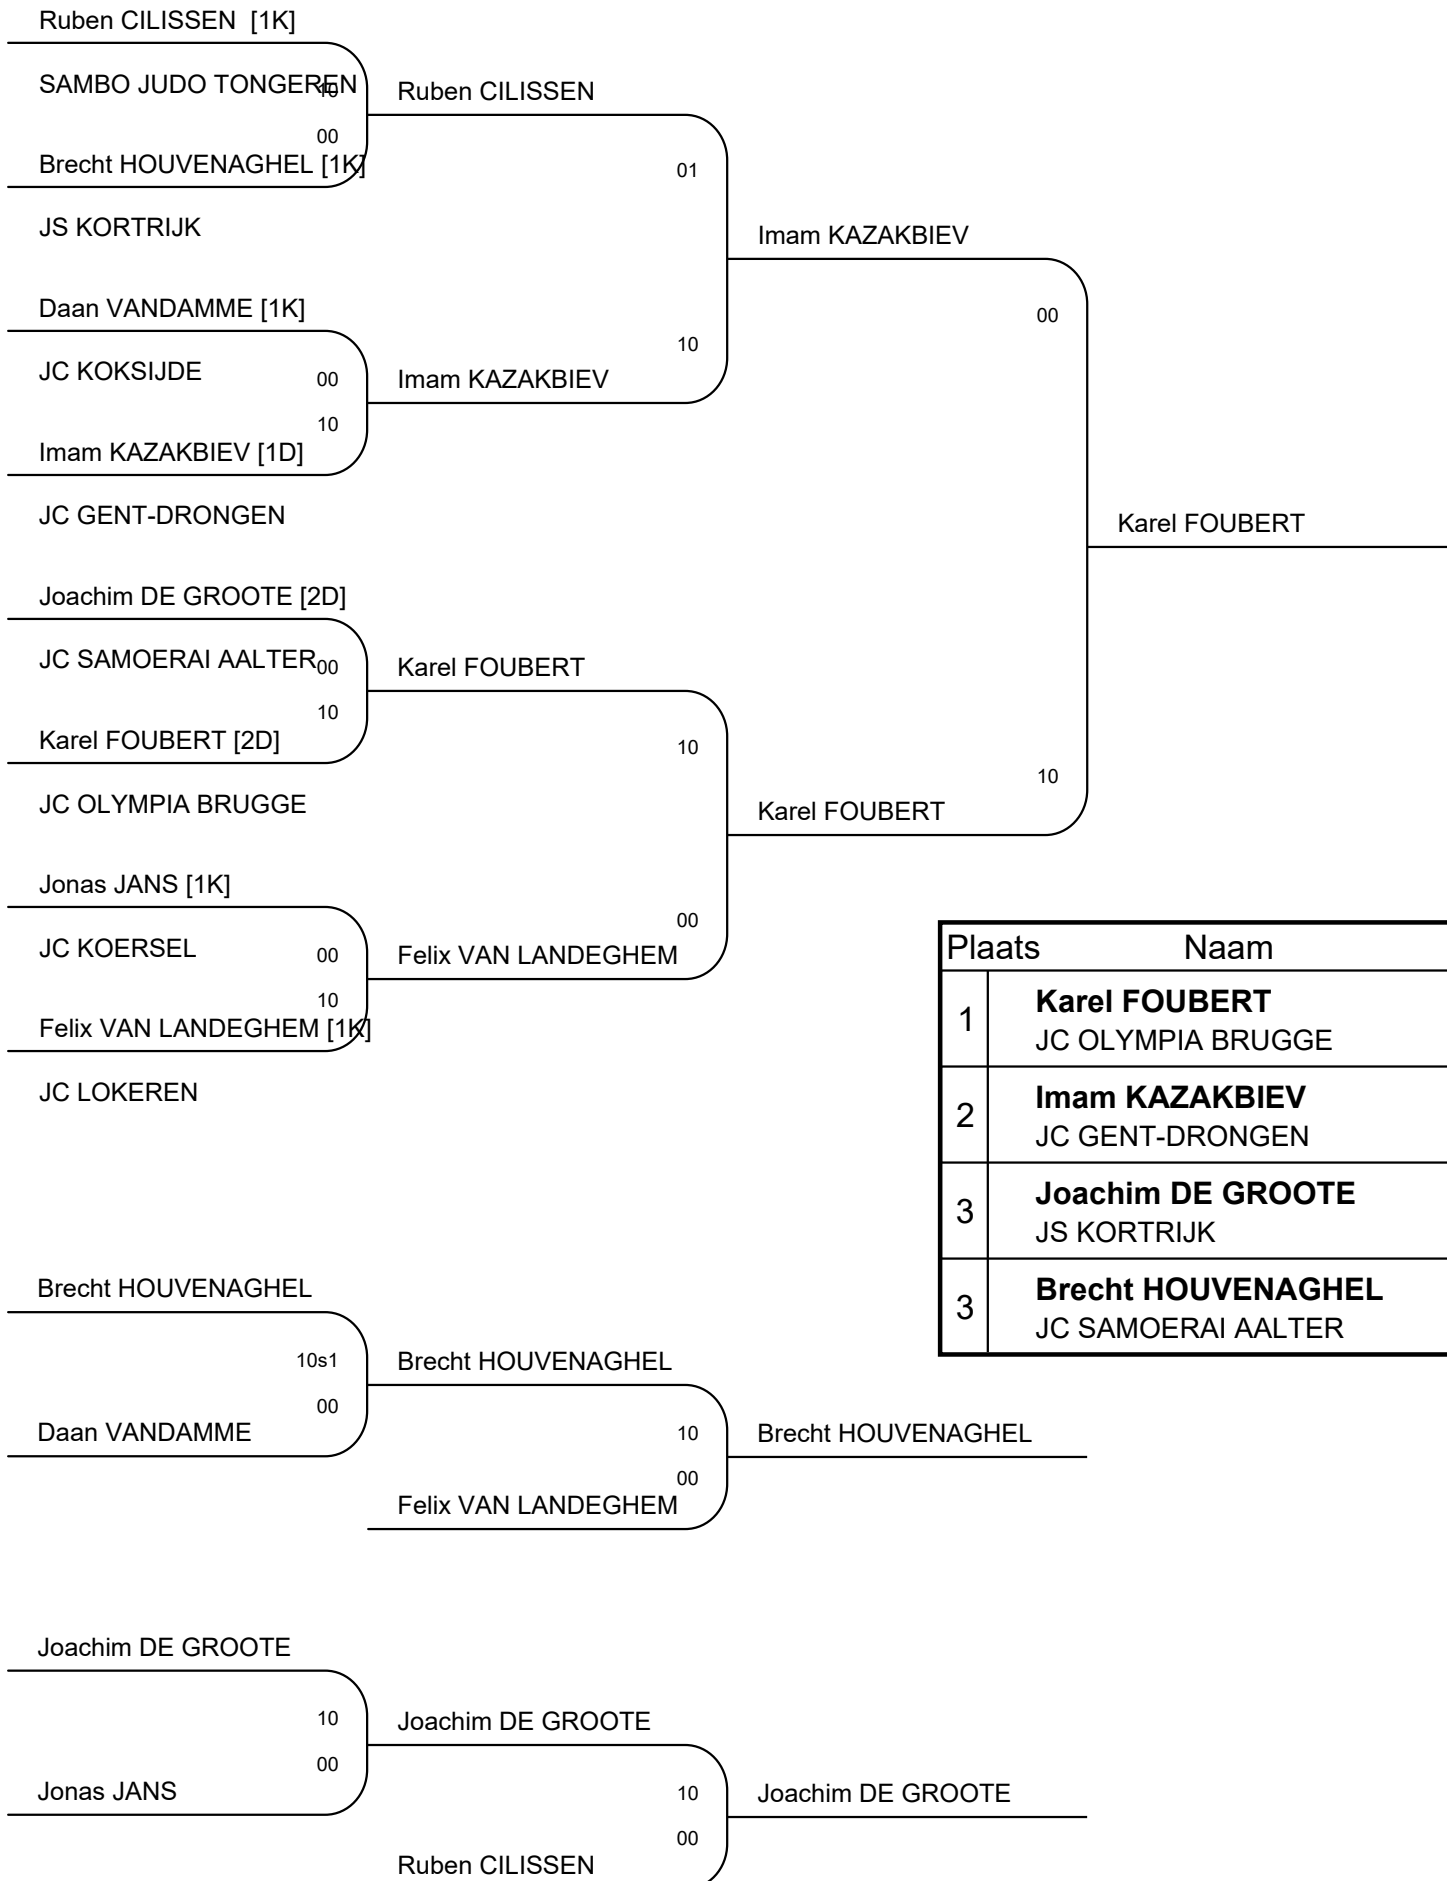 Ruben CILISSEN  [1K]
SAMBO JUDO TONGEREN
10
Ruben CILISSEN
00
Brecht HOUVENAGHEL [1K]
01
JS KORTRIJK
Imam KAZAKBIEV
Daan VANDAMME [1K]
00
10
JC KOKSIJDE
00
Imam KAZAKBIEV
10
Imam KAZAKBIEV [1D]
JC GENT-DRONGEN
Karel FOUBERT
Joachim DE GROOTE [2D]
JC SAMOERAI AALTER
00
Karel FOUBERT
10
Karel FOUBERT [2D]
10
10
JC OLYMPIA BRUGGE
Karel FOUBERT
Jonas JANS [1K]
00
JC KOERSEL
00
Felix VAN LANDEGHEM
10
Felix VAN LANDEGHEM [1K]
JC LOKEREN
Plaats Naam
1
Karel FOUBERT
JC OLYMPIA BRUGGE
2
Imam KAZAKBIEV
JC GENT-DRONGEN
3
Joachim DE GROOTE
JS KORTRIJK
3
Brecht HOUVENAGHEL
JC SAMOERAI AALTER
Brecht HOUVENAGHEL
10s1
Brecht HOUVENAGHEL
00
Daan VANDAMME
10
Brecht HOUVENAGHEL
00
Felix VAN LANDEGHEM
Joachim DE GROOTE
10
Joachim DE GROOTE
00
Jonas JANS
10
Joachim DE GROOTE
00
Ruben CILISSEN